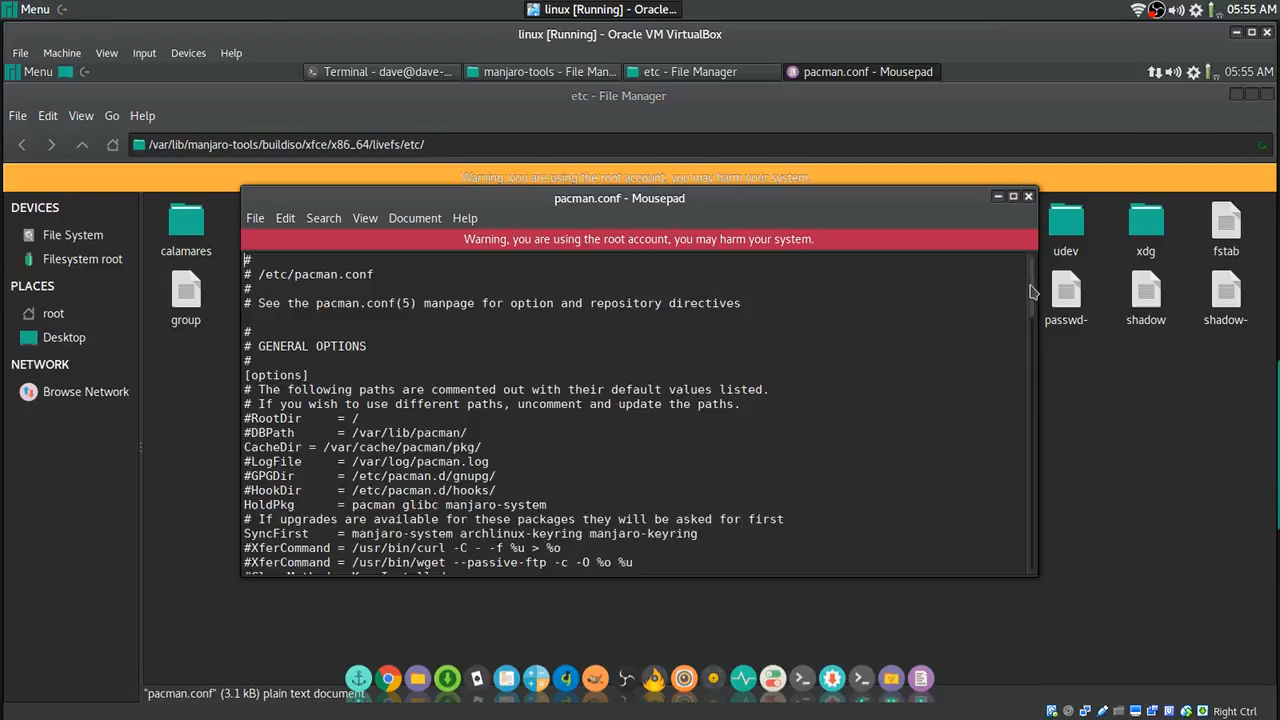 Menu
linux [Running] - Oracle...
05:55 AM
linux [Running] - Oracle VM VirtualBox
File Machine View Input Devices Help
Menu
Terminal - dave@dave-...
manjaro-tools - File Man...
etc - File Manager
pacman.conf - Mousepad
05:55 AM
etc - File Manager
File Edit View Go Help
/var/lib/manjaro-tools/buildiso/xfce/x86_64/livefs/etc/
Warning, you are using the root account, you may harm your system.
DEVICES
File System
Filesystem root
PLACES
root
Desktop
NETWORK
Browse Network
calamares
group
pacman.conf - Mousepad
File Edit Search View Document Help
Warning, you are using the root account, you may harm your system.
#
# /etc/pacman.conf
#
# See the pacman.conf(5) manpage for option and repository directives
#
# GENERAL OPTIONS
#
[options]
# The following paths are commented out with their default values listed.
# If you wish to use different paths, uncomment and update the paths.
#RootDir     = /
#DBPath      = /var/lib/pacman/
CacheDir = /var/cache/pacman/pkg/
#LogFile     = /var/log/pacman.log
#GPGDir      = /etc/pacman.d/gnupg/
#HookDir     = /etc/pacman.d/hooks/
HoldPkg      = pacman glibc manjaro-system
# If upgrades are available for these packages they will be asked for first
SyncFirst    = manjaro-system archlinux-keyring manjaro-keyring
#XferCommand = /usr/bin/curl -C - -f %u > %o
#XferCommand = /usr/bin/wget --passive-ftp -c -O %o %u
udev
xdg
fstab
passwd-
shadow
shadow-
"pacman.conf" (3.1 kB) plain text document
Right Ctrl